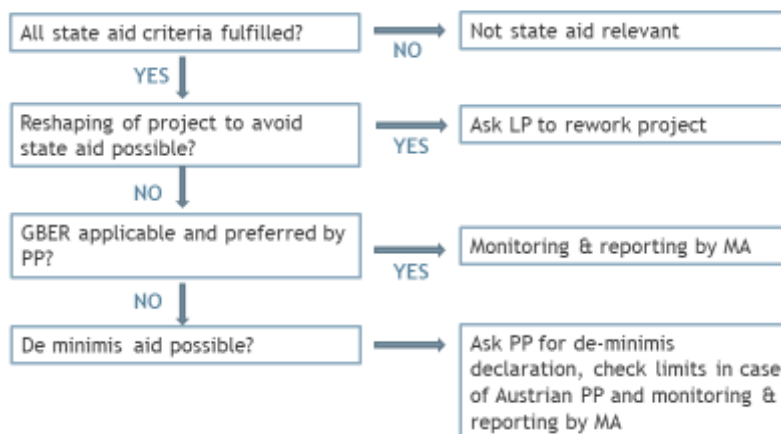 All state aid criteria fulfilled?
NO
Not state aid relevant
YES
Reshaping of project to avoid
state aid possible?
YES
Ask LP to rework project
NO
GBER applicable and preferred by
PP?
YES
Monitoring & reporting by MA
NO
De minimis aid possible?
Ask PP for de-minimis
declaration, check limits in case
of Austrian PP and monitoring &
reporting by MA